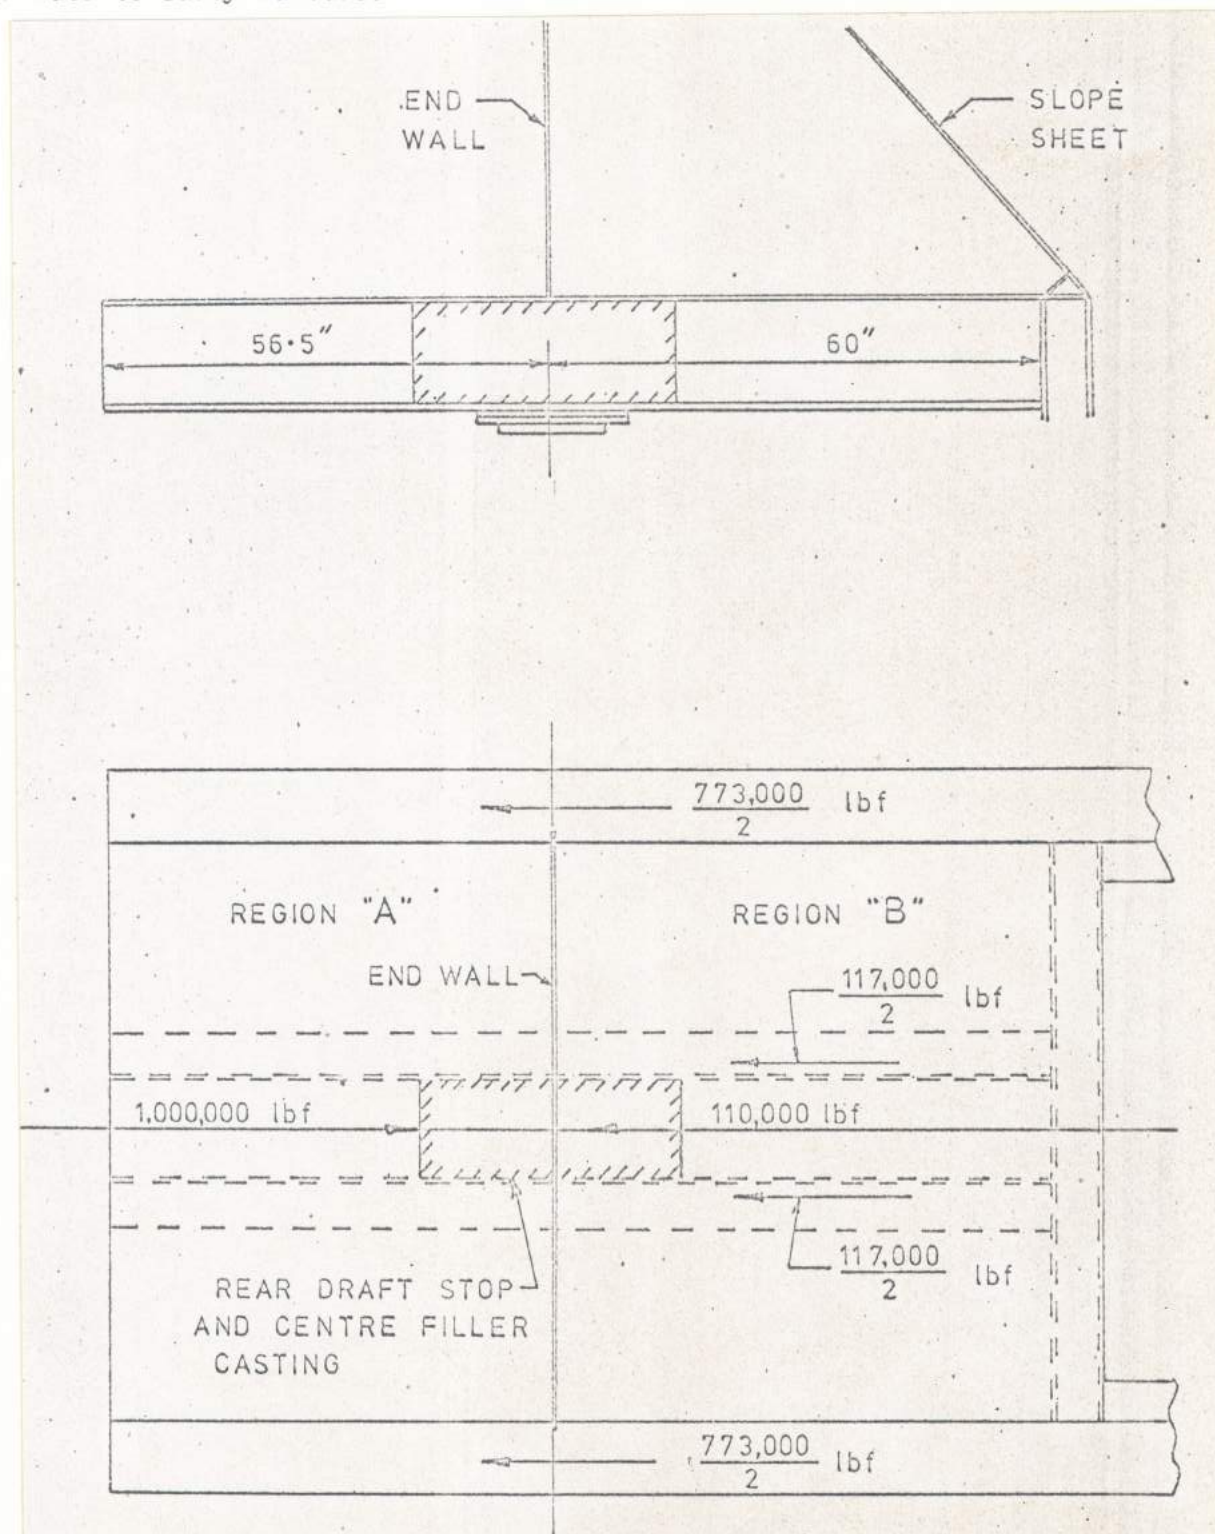 END
WALL
SLOPE
SHEET
56·5"
60"
773,000
2
lbf
REGION "A"
REGION "B"
END WALL
117,000
2
lbf
1,000,000 lbf
110,000 lbf
117,000
2
lbf
REAR DRAFT STOP
AND CENTRE FILLER
CASTING
773,000
2
lbf